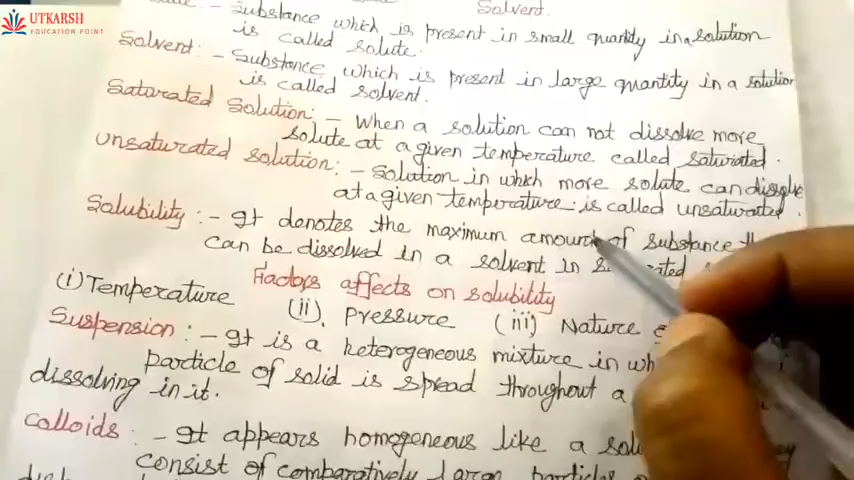 UTKARSH
EDUCATION POINT
Solvent.
:- Substance which is present in small quantity in a solution
is called solute.
Solvent :- Substance which is present in large quantity in a solution
is called solvent.
Saturated Solution :- When a solution can not dissolve more
solute at a given temperature called saturated.
unsaturated solution :- Solution in which more solute can dissolve
at a given temperature is called unsaturated.
Solubility :- It denotes the maximum amount of substance
can be dissolved in a solvent in
Factors affects on solubility
(i) Temperature (ii) Pressure (iii) Nature
Suspension :- It is a heterogeneous mixture in
particle of solid is spread throughout a
dissolving in it.
Colloids :- It appears homogeneous like a
consist of comparatively large particles